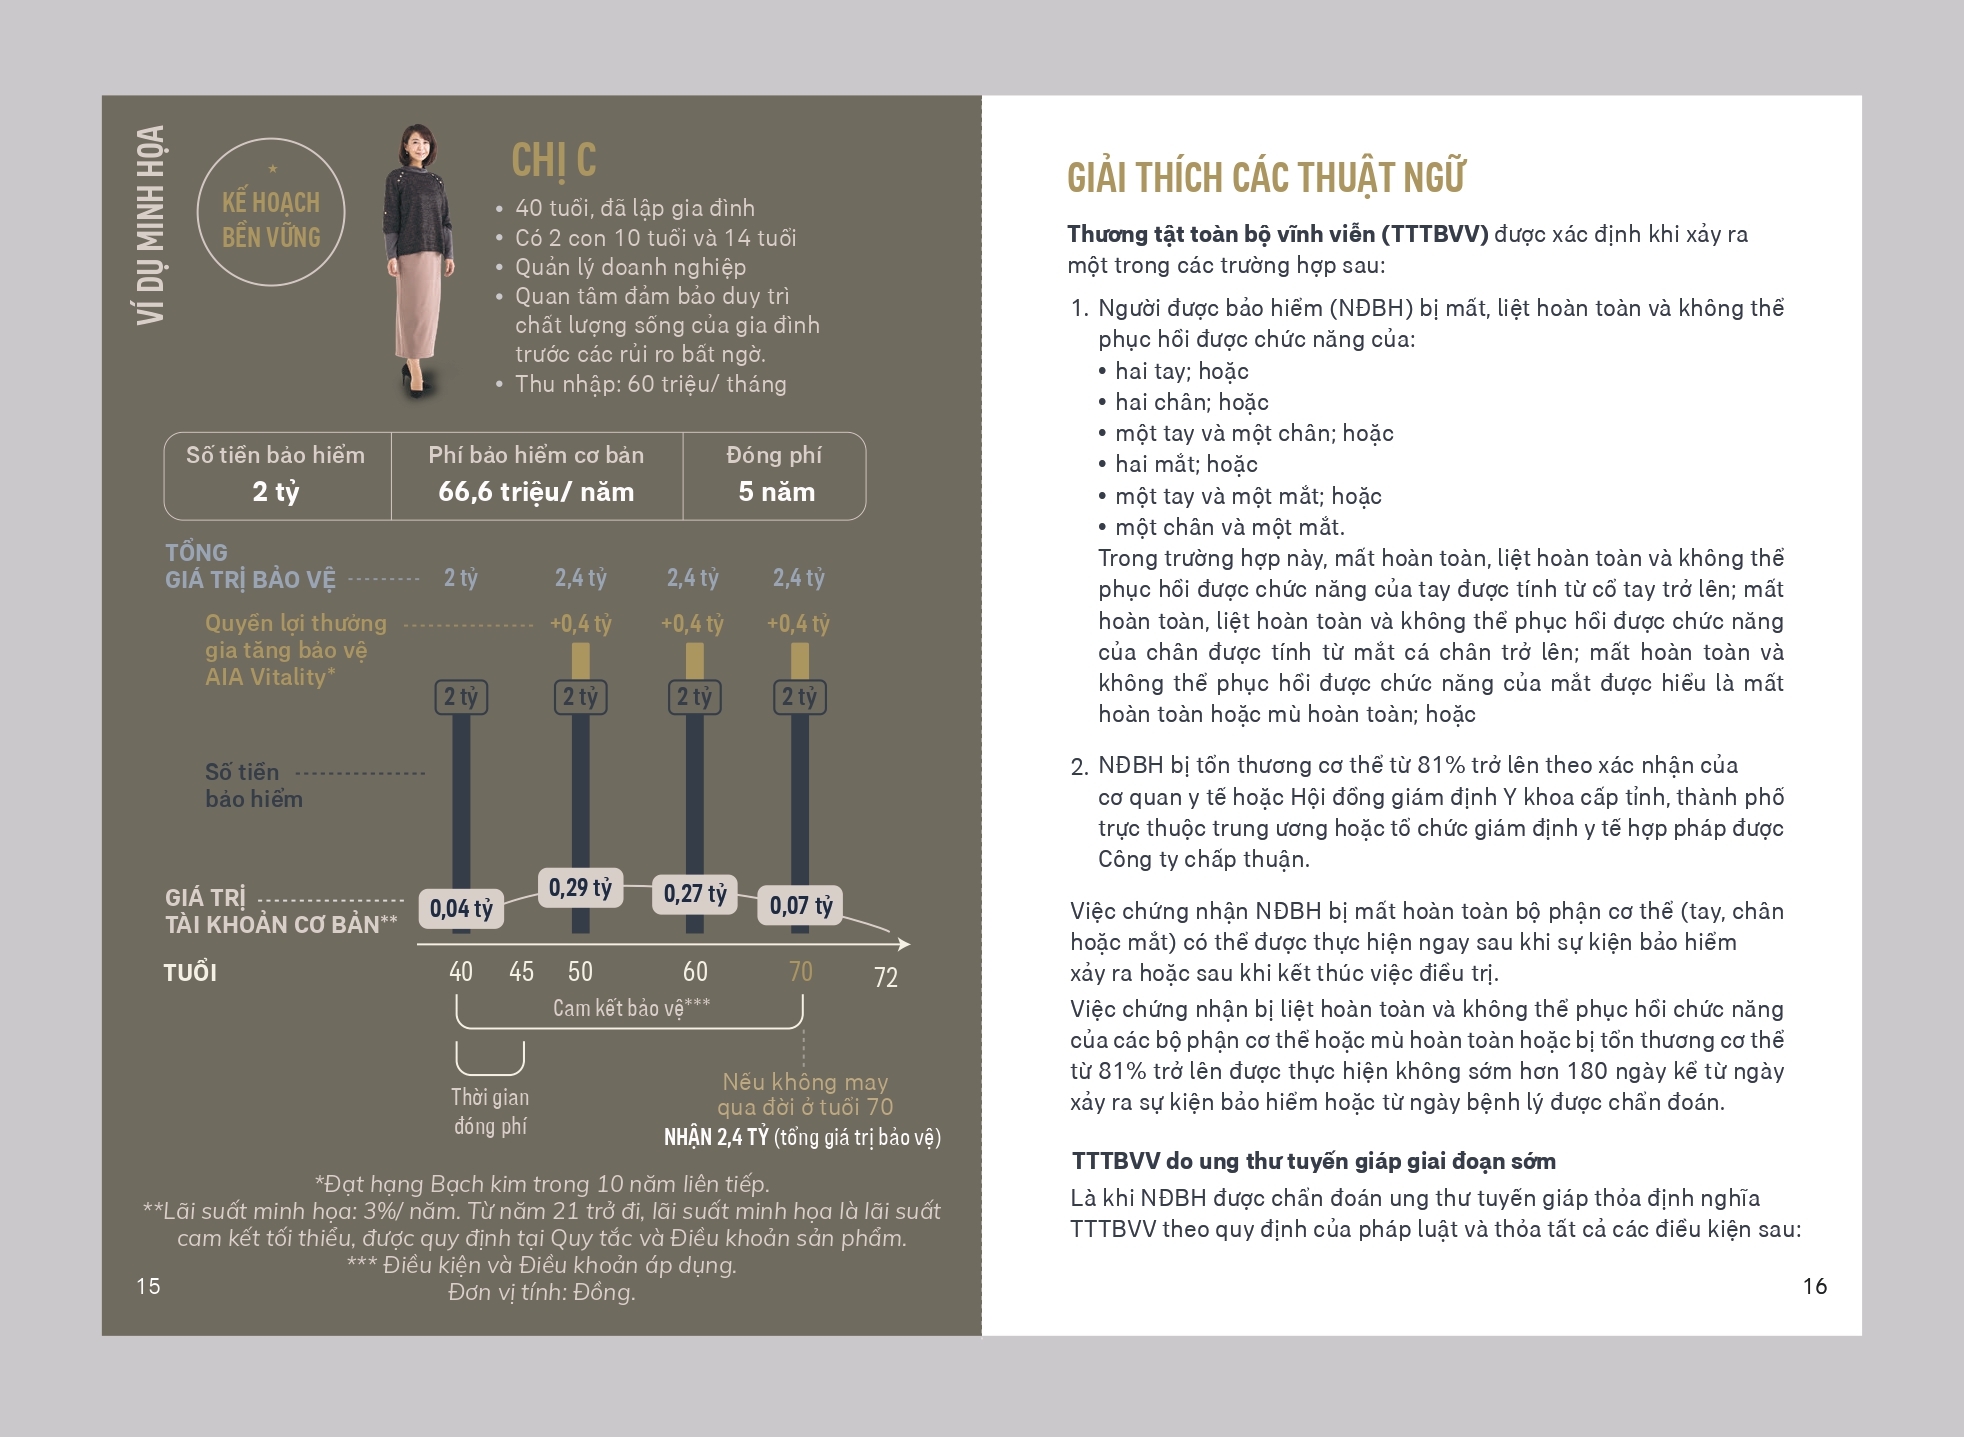 VÍ DỤ MINH HỌA
KẾ HOẠCH
BỀN VỮNG
CHỊ C
• 40 tuổi, đã lập gia đình
• Có 2 con 10 tuổi và 14 tuổi
• Quản lý doanh nghiệp
• Quan tâm đảm bảo duy trì
chất lượng sống của gia đình
trước các rủi ro bất ngờ.
• Thu nhập: 60 triệu/ tháng
Số tiền bảo hiểm
2 tỷ
Phí bảo hiểm cơ bản
66,6 triệu/ năm
Đóng phí
5 năm
TỔNG
GIÁ TRỊ BẢO VỆ 2 tỷ 2,4 tỷ 2,4 tỷ 2,4 tỷ
Quyền lợi thưởng +0,4 tỷ +0,4 tỷ +0,4 tỷ
gia tăng bảo vệ
AIA Vitality*
2 tỷ 2 tỷ 2 tỷ 2 tỷ
Số tiền
bảo hiểm
GIÁ TRỊ
TÀI KHOẢN CƠ BẢN**
0,04 tỷ 0,29 tỷ 0,27 tỷ 0,07 tỷ
TUỔI 40 45 50 60 70 72
Cam kết bảo vệ***
Thời gian
đóng phí
Nếu không may
qua đời ở tuổi 70
NHẬN 2,4 TỶ (tổng giá trị bảo vệ)
*Đạt hạng Bạch kim trong 10 năm liên tiếp.
**Lãi suất minh họa: 3%/ năm. Từ năm 21 trở đi, lãi suất minh họa là lãi suất
cam kết tối thiểu, được quy định tại Quy tắc và Điều khoản sản phẩm.
*** Điều kiện và Điều khoản áp dụng.
Đơn vị tính: Đồng.
15
GIẢI THÍCH CÁC THUẬT NGỮ
Thương tật toàn bộ vĩnh viễn (TTTBVV) được xác định khi xảy ra
một trong các trường hợp sau:
1. Người được bảo hiểm (NĐBH) bị mất, liệt hoàn toàn và không thể
phục hồi được chức năng của:
• hai tay; hoặc
• hai chân; hoặc
• một tay và một chân; hoặc
• hai mắt; hoặc
• một tay và một mắt; hoặc
• một chân và một mắt.
Trong trường hợp này, mất hoàn toàn, liệt hoàn toàn và không thể
phục hồi được chức năng của tay được tính từ cổ tay trở lên; mất
hoàn toàn, liệt hoàn toàn và không thể phục hồi được chức năng
của chân được tính từ mắt cá chân trở lên; mất hoàn toàn và
không thể phục hồi được chức năng của mắt được hiểu là mất
hoàn toàn hoặc mù hoàn toàn; hoặc
2. NĐBH bị tổn thương cơ thể từ 81% trở lên theo xác nhận của
cơ quan y tế hoặc Hội đồng giám định Y khoa cấp tỉnh, thành phố
trực thuộc trung ương hoặc tổ chức giám định y tế hợp pháp được
Công ty chấp thuận.
Việc chứng nhận NĐBH bị mất hoàn toàn bộ phận cơ thể (tay, chân
hoặc mắt) có thể được thực hiện ngay sau khi sự kiện bảo hiểm
xảy ra hoặc sau khi kết thúc việc điều trị.
Việc chứng nhận bị liệt hoàn toàn và không thể phục hồi chức năng
của các bộ phận cơ thể hoặc mù hoàn toàn hoặc bị tổn thương cơ thể
từ 81% trở lên được thực hiện không sớm hơn 180 ngày kể từ ngày
xảy ra sự kiện bảo hiểm hoặc từ ngày bệnh lý được chẩn đoán.
TTTBVV do ung thư tuyến giáp giai đoạn sớm
Là khi NĐBH được chẩn đoán ung thư tuyến giáp thỏa định nghĩa
TTTBVV theo quy định của pháp luật và thỏa tất cả các điều kiện sau:
16